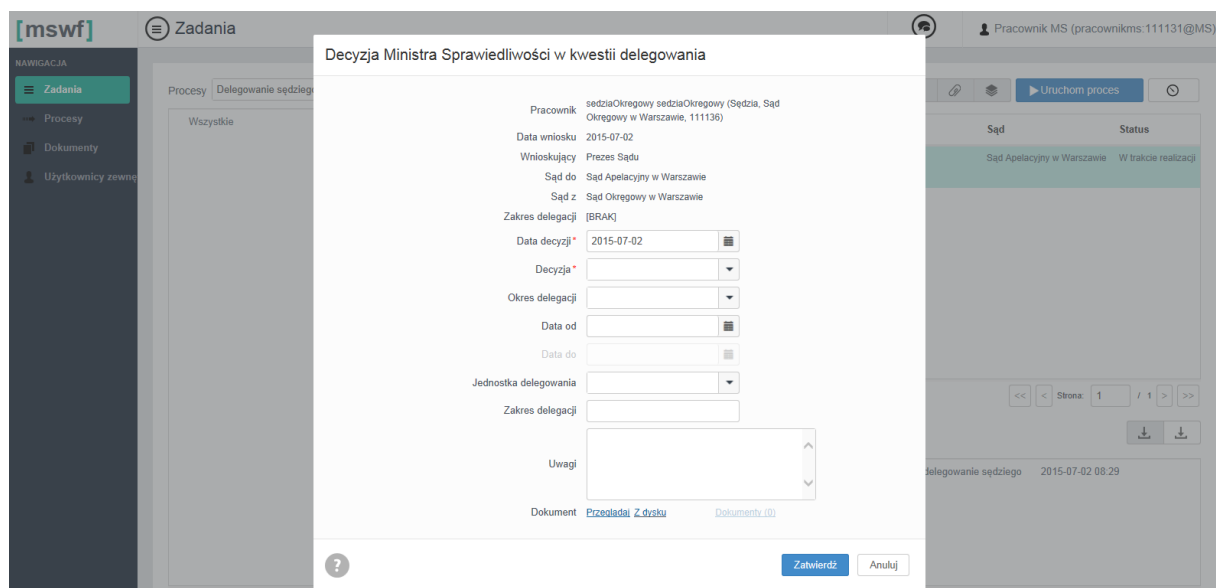 [mswf]
Zadania
Pracownik MS (pracownikms:111131@MS)
NAWIGACJA
Zadania
Procesy
Dokumenty
Użytkownicy zewnę
Procesy Delegowanie sędzieg
Wszystkie
Uruchom proces
Sąd Status
Sąd Apelacyjny w Warszawie W trakcie realizacji
<< < Strona: 1 / 1 > >>
delegowanie sędziego 2015-07-02 08:29
Decyzja Ministra Sprawiedliwości w kwestii delegowania
Pracownik sedziaOkregowy sedziaOkregowy (Sędzia, Sąd
Okręgowy w Warszawie, 111136)
Data wniosku 2015-07-02
Wnioskujący Prezes Sądu
Sąd do Sąd Apelacyjny w Warszawie
Sąd z Sąd Okręgowy w Warszawie
Zakres delegacji [BRAK]
Data decyzji* 2015-07-02
Decyzja*
Okres delegacji
Data od
Data do
Jednostka delegowania
Zakres delegacji
Uwagi
Dokument Przeglądaj Z dysku Dokumenty (0)
?
Zatwierdź Anuluj